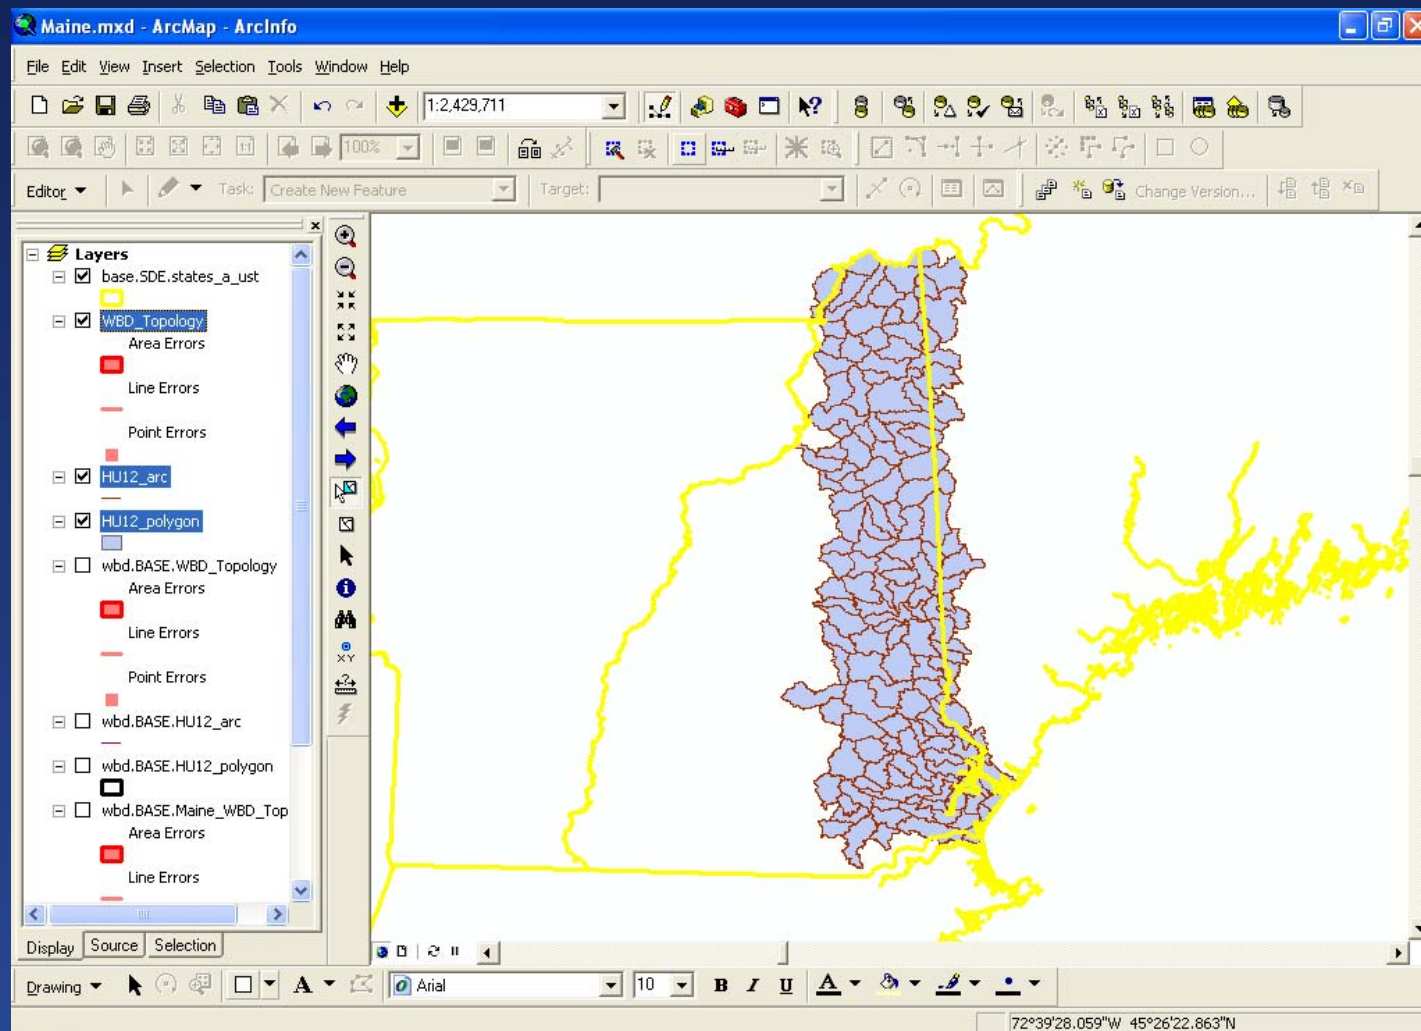 Maine.mxd - ArcMap - ArcInfo
File Edit View Insert Selection Tools Window Help
1:2,429,711
100%
Editor Task: Create New Feature Target: Change Version...
Layers
base.SDE.states_a_ust
WBD_Topology
Area Errors
Line Errors
Point Errors
HU12_arc
HU12_polygon
wbd.BASE.WBD_Topology
Area Errors
Line Errors
Point Errors
wbd.BASE.HU12_arc
wbd.BASE.HU12_polygon
wbd.BASE.Maine_WBD_Top
Area Errors
Line Errors
XY
Display Source Selection
Drawing A Arial 10 B I U A
72°39'28.059"W 45°26'22.863"N